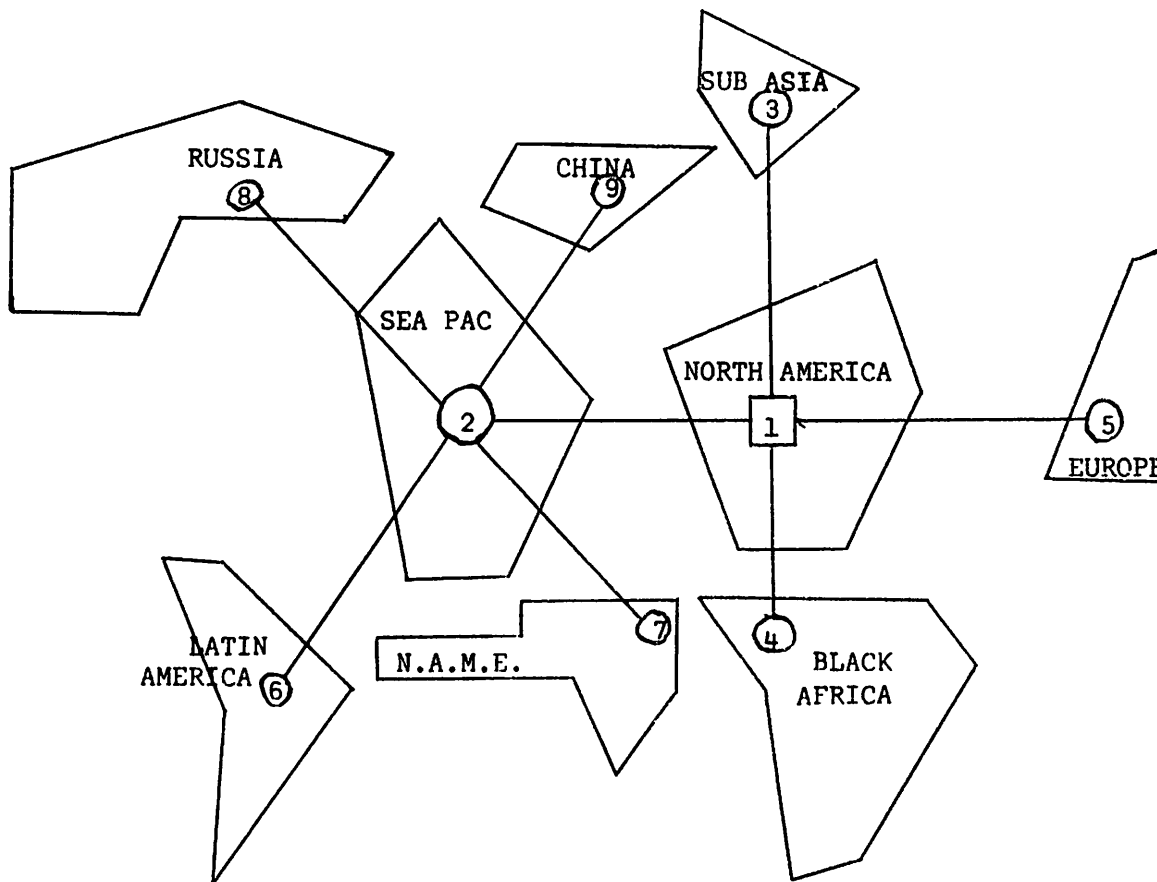 SUB ASIA
3
RUSSIA
8
CHINA
9
SEA PAC
2
NORTH AMERICA
1
5
EUROPE
LATIN
AMERICA
6
N.A.M.E.
7
4
BLACK
AFRICA